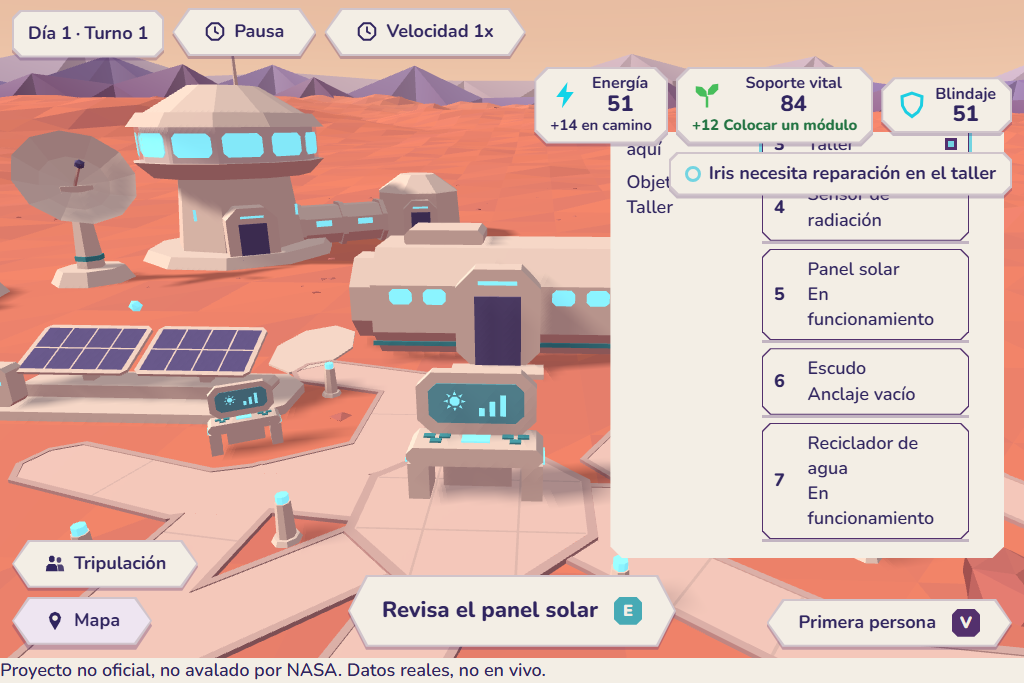 Día 1 · Turno 1
Pausa
Velocidad 1x
Energía
51
+14 en camino
Soporte vital
84
+12 Colocar un módulo
Blindaje
51
Iris necesita reparación en el taller
aquí
Taller
3
Taller
4
Sensor de
radiación
5
Panel solar
En
funcionamiento
6
Escudo
Anclaje vacío
7
Reciclador de
agua
En
funcionamiento
Tripulación
Mapa
Revisa el panel solar E
Primera persona V
Proyecto no oficial, no avalado por NASA. Datos reales, no en vivo.